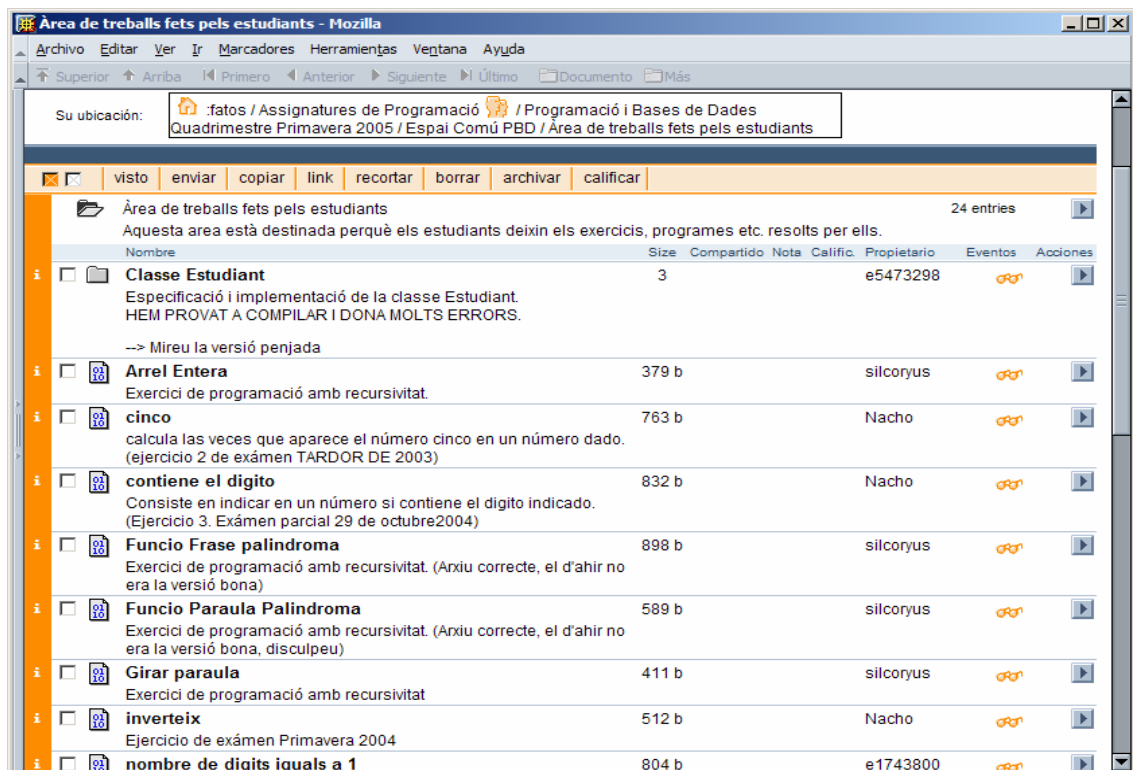 Àrea de treballs fets pels estudiants - Mozilla
Archivo Editar Ver Ir Marcadores Herramientas Ventana Ayuda
Superior Arriba Primero Anterior Siguiente Último Documento Más
Su ubicación: :fatos / Assignatures de Programació / Programació i Bases de Dades
Quadrimestre Primavera 2005 / Espai Comú PBD / Àrea de treballs fets pels estudiants
visto enviar copiar link recortar borrar archivar calificar
Àrea de treballs fets pels estudiants 24 entries
Aquesta area està destinada perquè els estudiants deixin els exercicis, programes etc. resolts per ells.
Nombre Size Compartido Nota Calific. Propietario Eventos Acciones
i Classe Estudiant 3 e5473298
Especificació i implementació de la classe Estudiant.
HEM PROVAT A COMPILAR I DONA MOLTS ERRORS.
--> Mireu la versió penjada
i Arrel Entera 379 b silcoryus
Exercici de programació amb recursivitat.
i cinco 763 b Nacho
calcula las veces que aparece el número cinco en un número dado.
(ejercicio 2 de exámen TARDOR DE 2003)
i contiene el digito 832 b Nacho
Consiste en indicar en un número si contiene el digito indicado.
(Ejercicio 3. Exámen parcial 29 de octubre2004)
i Funcio Frase palindroma 898 b silcoryus
Exercici de programació amb recursivitat. (Arxiu correcte, el d'ahir no
era la versió bona)
i Funcio Paraula Palindroma 589 b silcoryus
Exercici de programació amb recursivitat. (Arxiu correcte, el d'ahir no
era la versió bona, disculpeu)
i Girar paraula 411 b silcoryus
Exercici de programació amb recursivitat
i inverteix 512 b Nacho
Ejercicio de exámen Primavera 2004
i nombre de digits iguals a 1 804 b e1743800